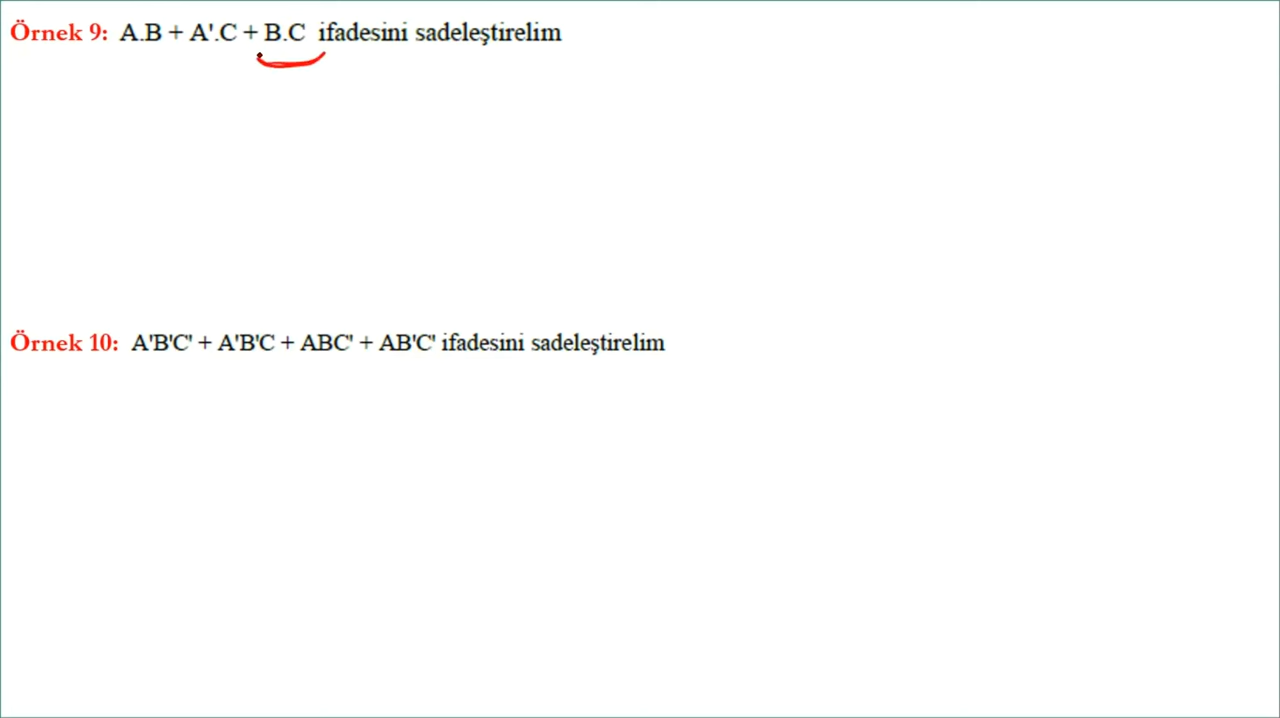 Örnek 9: A.B + A'.C + B.C ifadesini sadeleştirelim
Örnek 10: A'B'C' + A'B'C + ABC' + AB'C' ifadesini sadeleştirelim